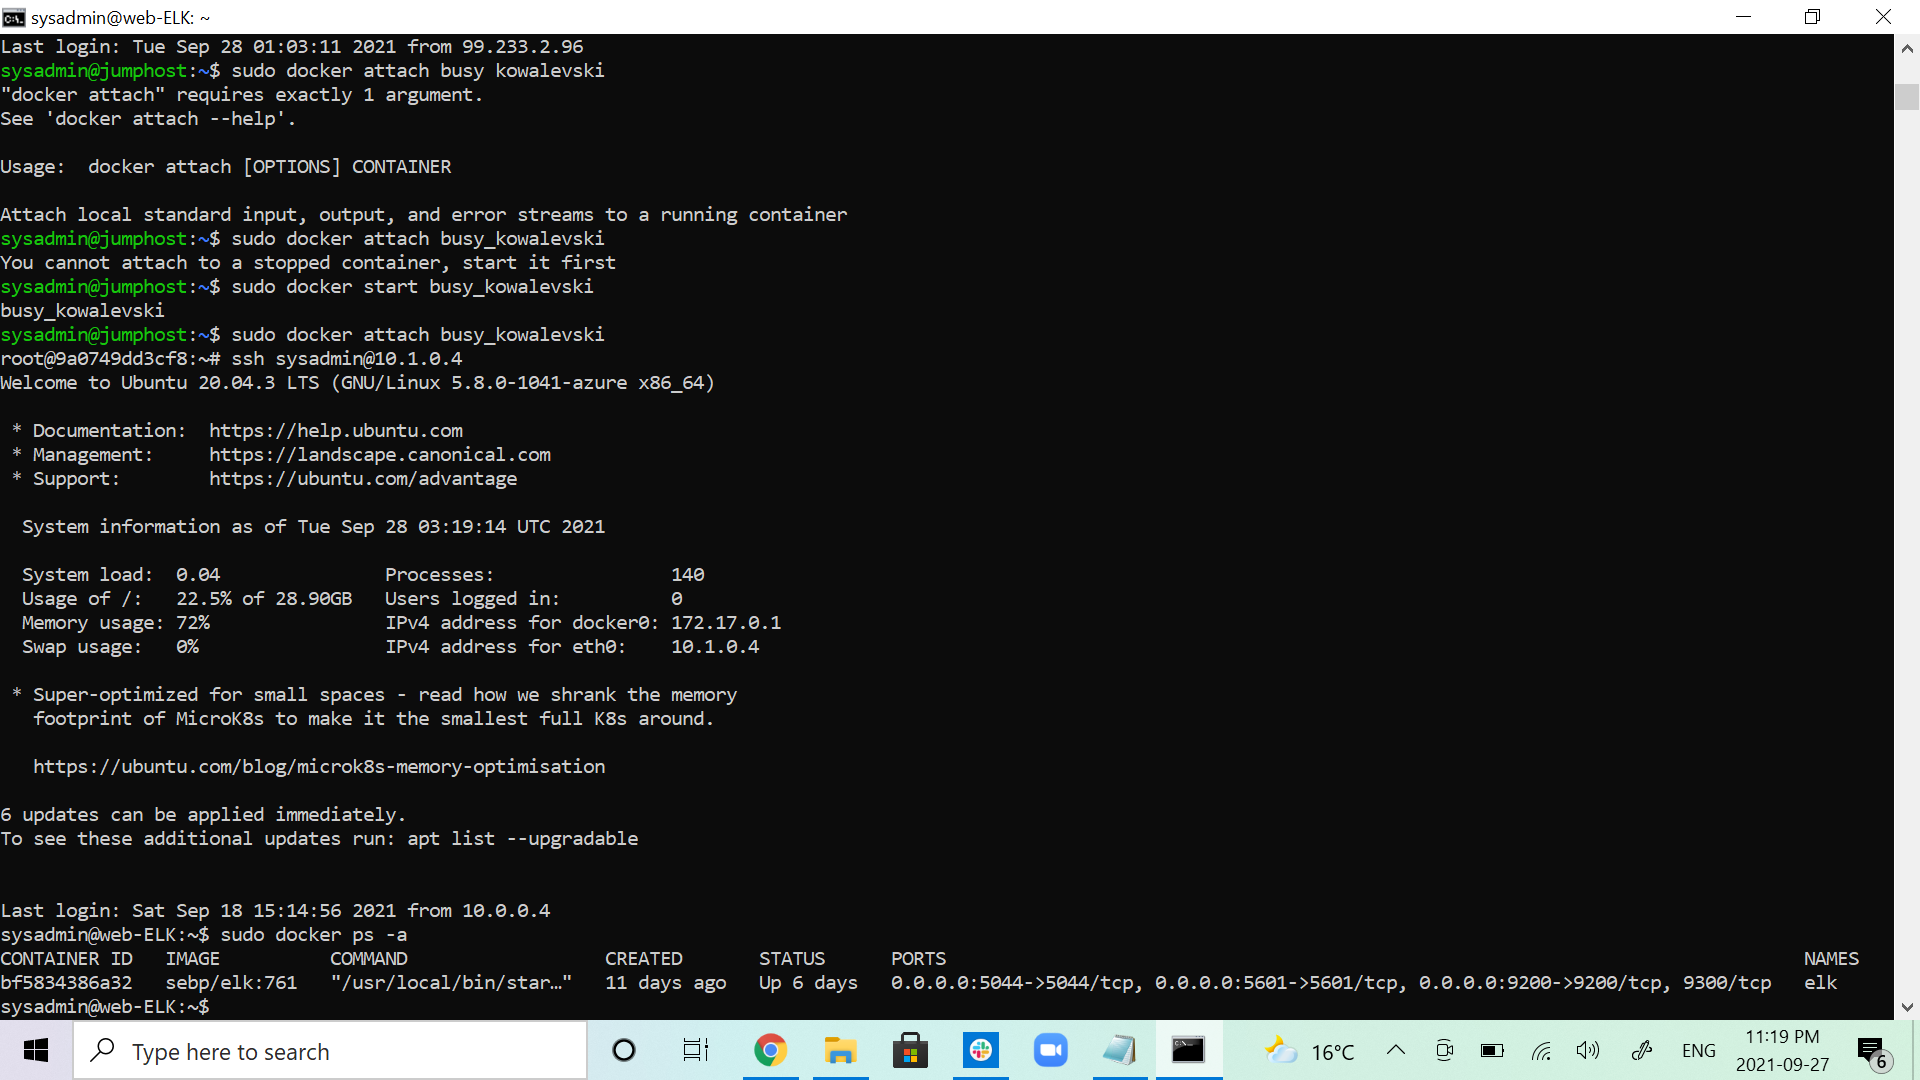 sysadmin@web-ELK: ~
Last login: Tue Sep 28 01:03:11 2021 from 99.233.2.96
sysadmin@jumphost:~$ sudo docker attach busy kowalevski
"docker attach" requires exactly 1 argument.
See 'docker attach --help'.
Usage:  docker attach [OPTIONS] CONTAINER
Attach local standard input, output, and error streams to a running container
sysadmin@jumphost:~$ sudo docker attach busy_kowalevski
You cannot attach to a stopped container, start it first
sysadmin@jumphost:~$ sudo docker start busy_kowalevski
busy_kowalevski
sysadmin@jumphost:~$ sudo docker attach busy_kowalevski
root@9a0749dd3cf8:~# ssh sysadmin@10.1.0.4
Welcome to Ubuntu 20.04.3 LTS (GNU/Linux 5.8.0-1041-azure x86_64)
 * Documentation:  https://help.ubuntu.com
 * Management:     https://landscape.canonical.com
 * Support:        https://ubuntu.com/advantage
  System information as of Tue Sep 28 03:19:14 UTC 2021
  System load:  0.04               Processes:                140
  Usage of /:   22.5% of 28.90GB   Users logged in:          0
  Memory usage: 72%                IPv4 address for docker0: 172.17.0.1
  Swap usage:   0%                 IPv4 address for eth0:    10.1.0.4
 * Super-optimized for small spaces - read how we shrank the memory
   footprint of MicroK8s to make it the smallest full K8s around.
   https://ubuntu.com/blog/microk8s-memory-optimisation
6 updates can be applied immediately.
To see these additional updates run: apt list --upgradable
Last login: Sat Sep 18 15:14:56 2021 from 10.0.0.4
sysadmin@web-ELK:~$ sudo docker ps -a
CONTAINER ID   IMAGE          COMMAND                  CREATED       STATUS      PORTS                                                                              NAMES
bf5834386a32   sebp/elk:761   "/usr/local/bin/star…"   11 days ago   Up 6 days   0.0.0.0:5044->5044/tcp, 0.0.0.0:5601->5601/tcp, 0.0.0.0:9200->9200/tcp, 9300/tcp   elk
sysadmin@web-ELK:~$
Type here to search
16°C
ENG
11:19 PM
2021-09-27
6